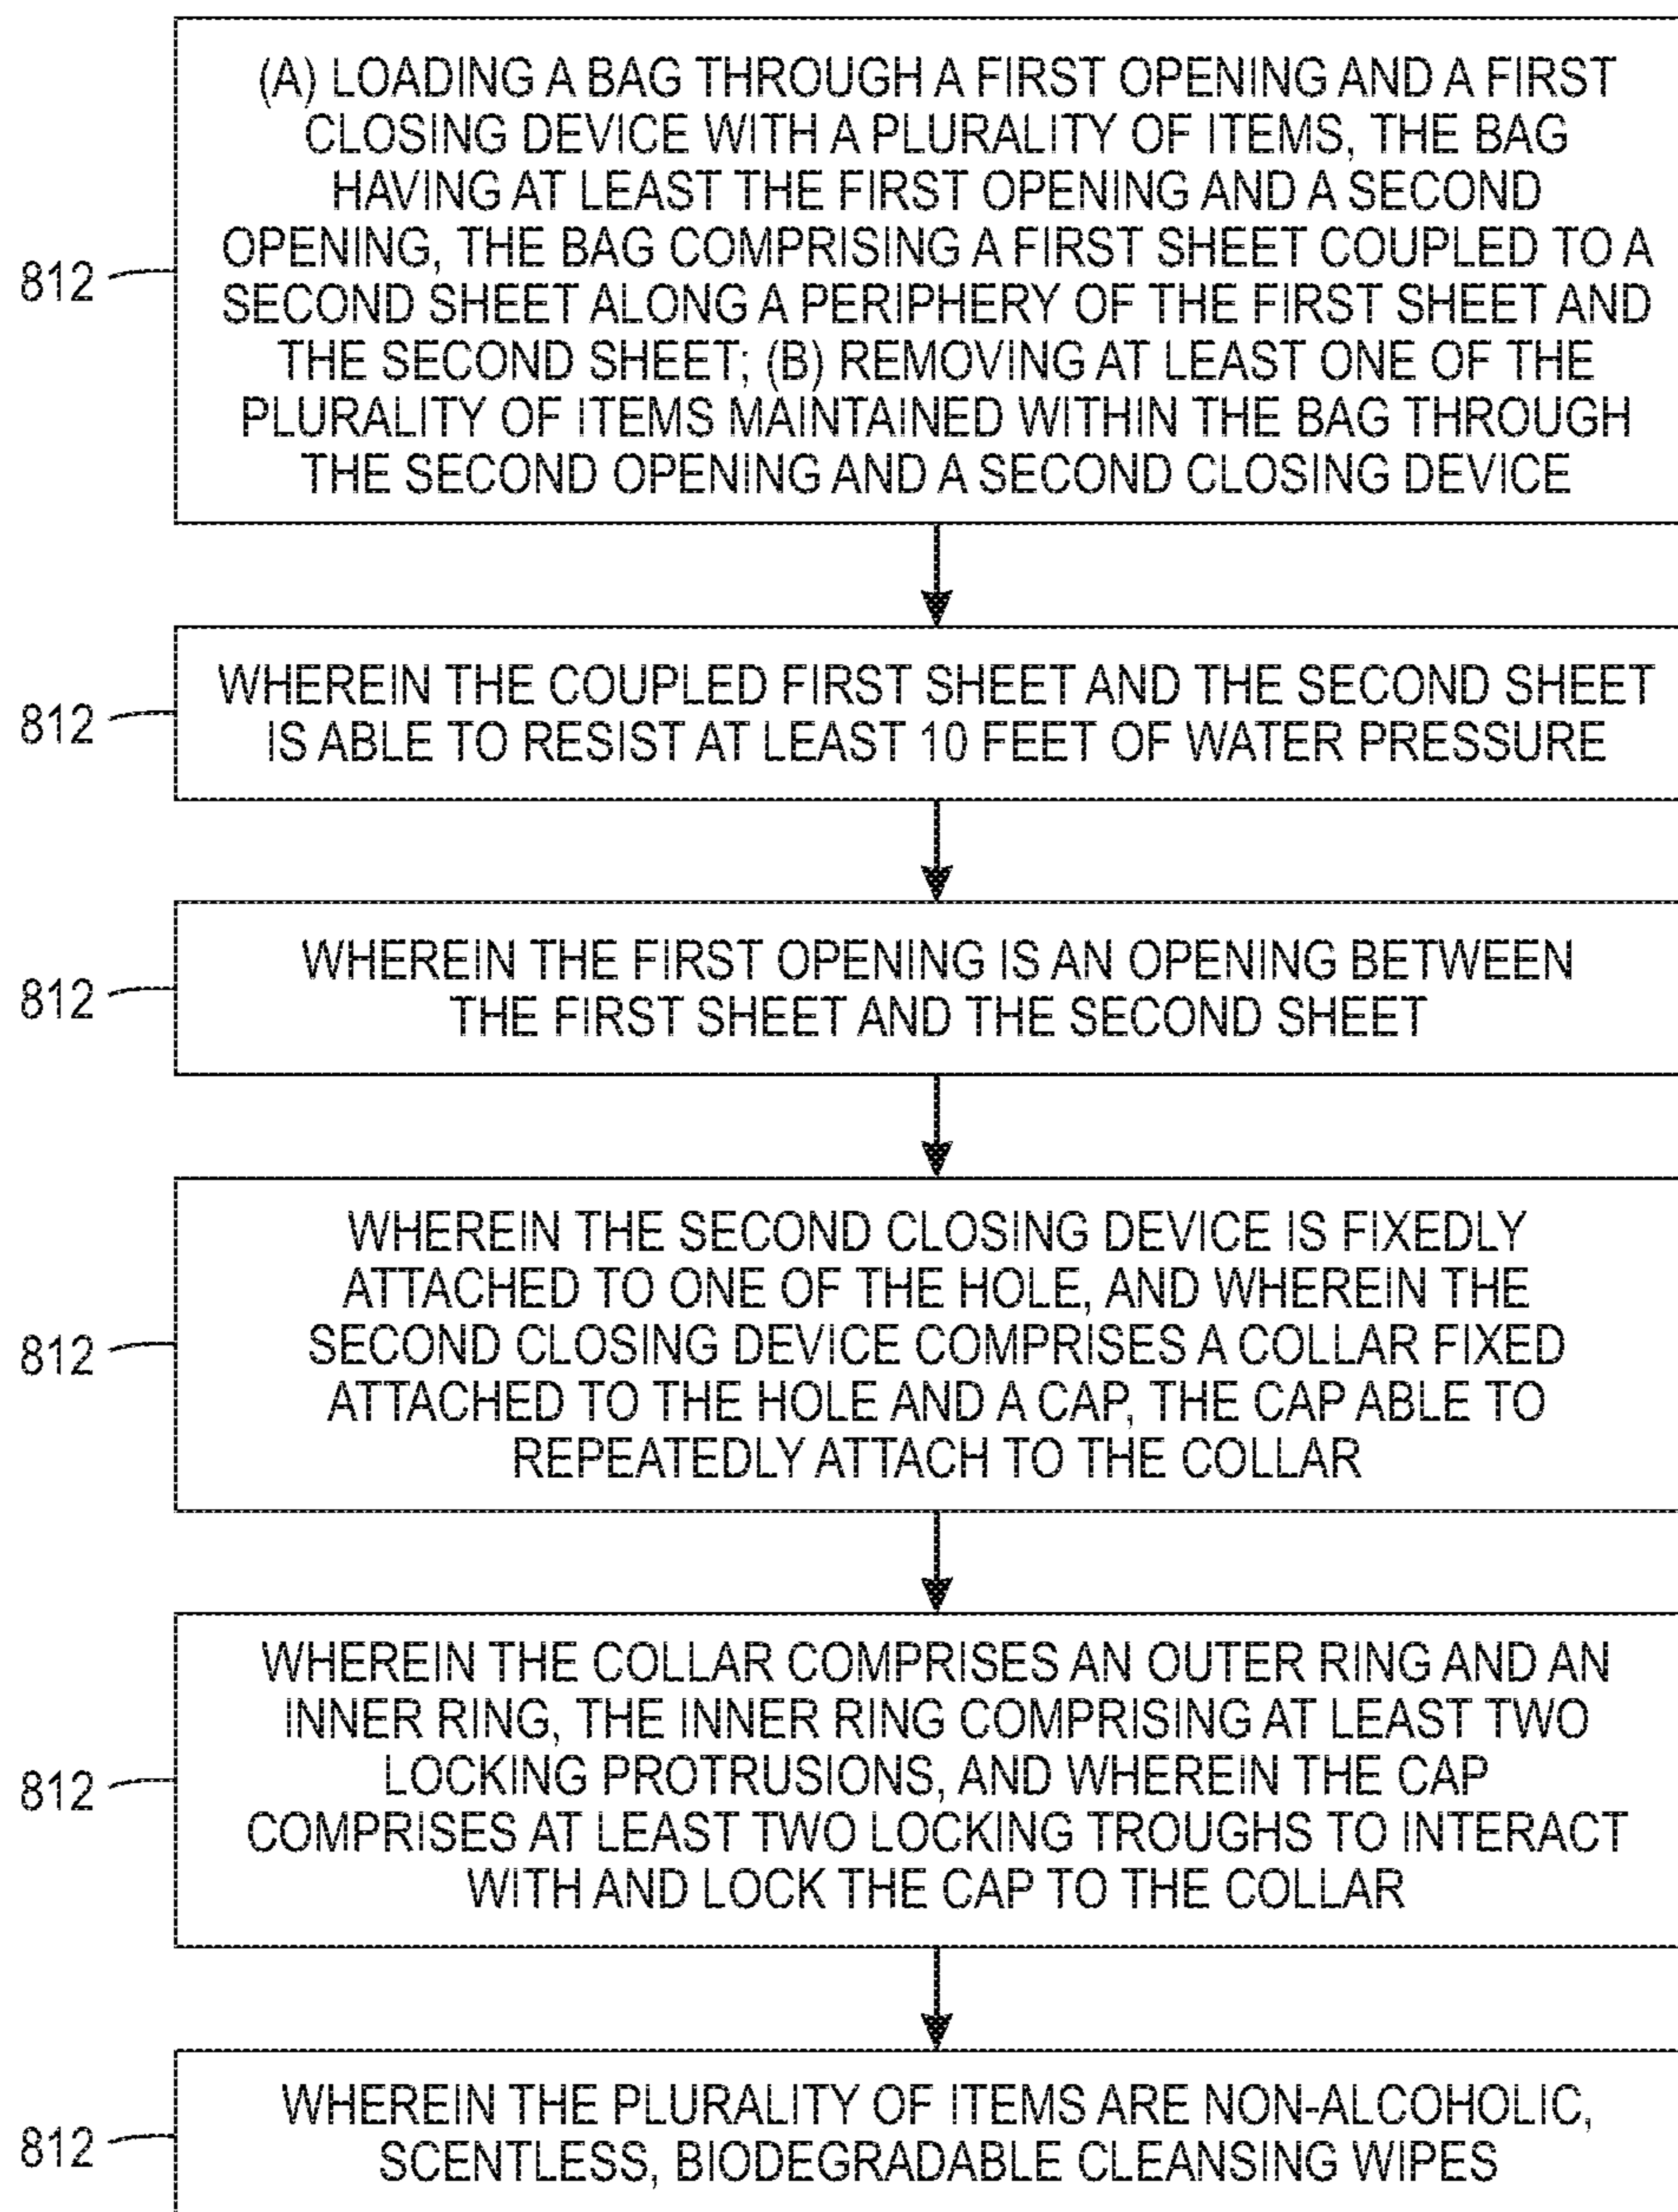 (A) LOADING A BAG THROUGH A FIRST OPENING AND A FIRST
CLOSING DEVICE WITH A PLURALITY OF ITEMS, THE BAG
HAVING AT LEAST THE FIRST OPENING AND A SECOND
812
OPENING, THE BAG COMPRISING A FIRST SHEET COUPLED TO A
SECOND SHEET ALONG A PERIPHERY OF THE FIRST SHEET AND
THE SECOND SHEET; (B) REMOVING AT LEAST ONE OF THE
PLURALITY OF ITEMS MAINTAINED WITHIN THE BAG THROUGH
THE SECOND OPENING AND A SECOND CLOSING DEVICE
812
WHEREIN THE COUPLED FIRST SHEET AND THE SECOND SHEET
IS ABLE TO RESIST AT LEAST 10 FEET OF WATER PRESSURE
812
WHEREIN THE FIRST OPENING IS AN OPENING BETWEEN
THE FIRST SHEET AND THE SECOND SHEET
812
WHEREIN THE SECOND CLOSING DEVICE IS FIXEDLY
ATTACHED TO ONE OF THE HOLE, AND WHEREIN THE
SECOND CLOSING DEVICE COMPRISES A COLLAR FIXED
ATTACHED TO THE HOLE AND A CAP, THE CAP ABLE TO
REPEATEDLY ATTACH TO THE COLLAR
812
WHEREIN THE COLLAR COMPRISES AN OUTER RING AND AN
INNER RING, THE INNER RING COMPRISING AT LEAST TWO
LOCKING PROTRUSIONS, AND WHEREIN THE CAP
COMPRISES AT LEAST TWO LOCKING TROUGHS TO INTERACT
WITH AND LOCK THE CAP TO THE COLLAR
812
WHEREIN THE PLURALITY OF ITEMS ARE NON-ALCOHOLIC,
SCENTLESS, BIODEGRADABLE CLEANSING WIPES